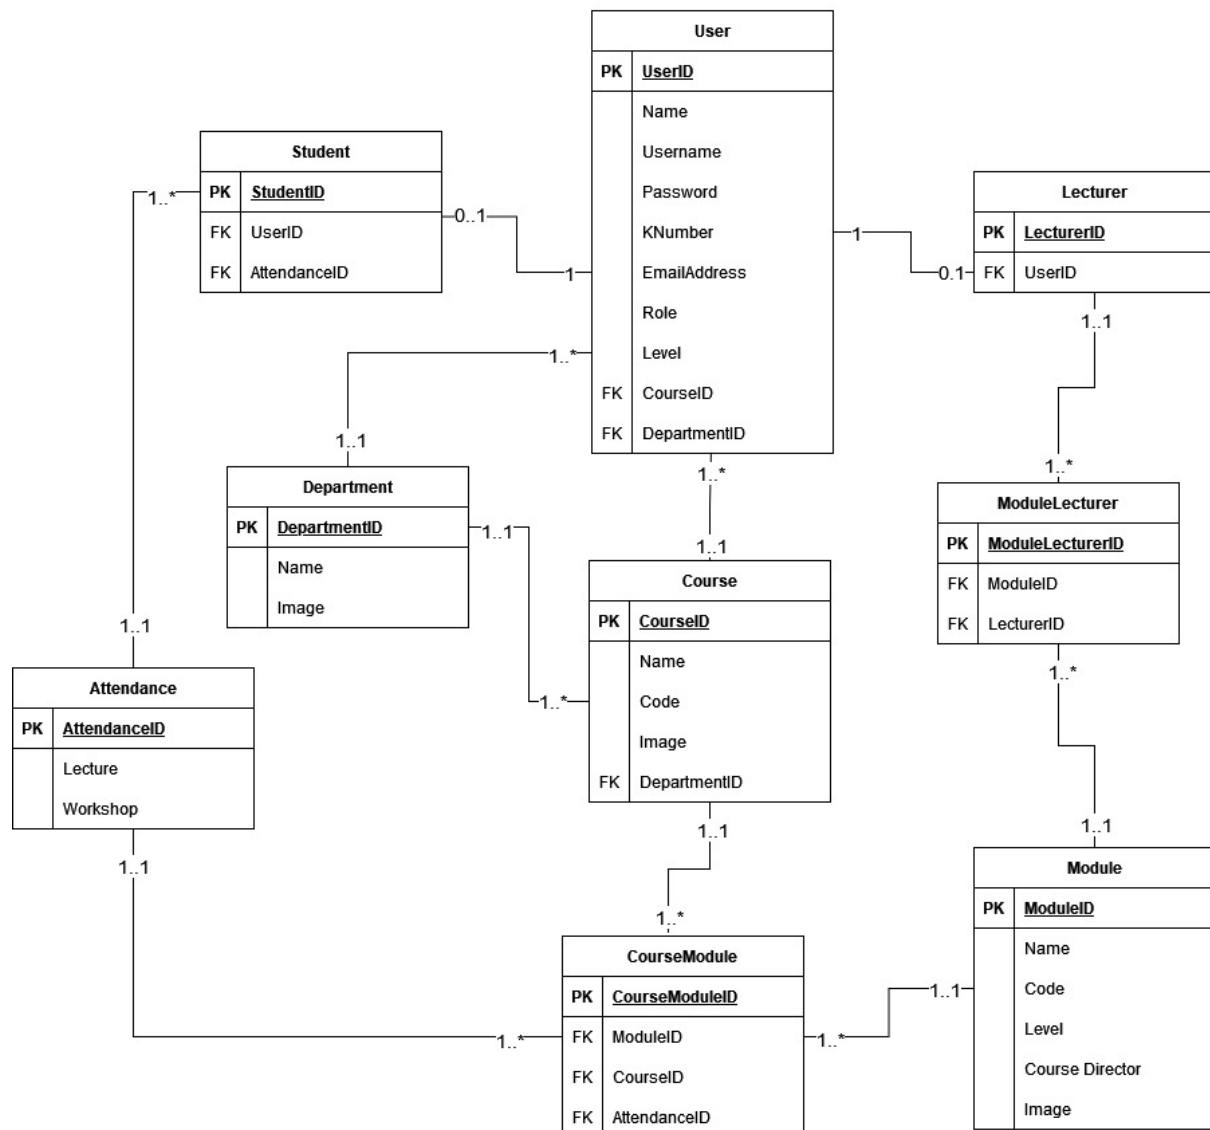 User
PK UserID
Name
Username
Password
KNumber
EmailAddress
Role
Level
FK CourseID
FK DepartmentID
1
1
1..*
1..*
Student
PK StudentID
FK UserID
FK AttendanceID
1..*
0..1
Lecturer
PK LecturerID
FK UserID
0.1
1..1
Department
PK DepartmentID
Name
Image
1..1
1..1
Course
PK CourseID
Name
Code
Image
FK DepartmentID
1..1
1..*
1..1
ModuleLecturer
PK ModuleLecturerID
FK ModuleID
FK LecturerID
1..*
1..*
Attendance
PK AttendanceID
Lecture
Workshop
1..1
1..1
CourseModule
PK CourseModuleID
FK ModuleID
FK CourseID
FK AttendanceID
1..*
1..*
1..*
Module
PK ModuleID
Name
Code
Level
Course Director
Image
1..1
1..1